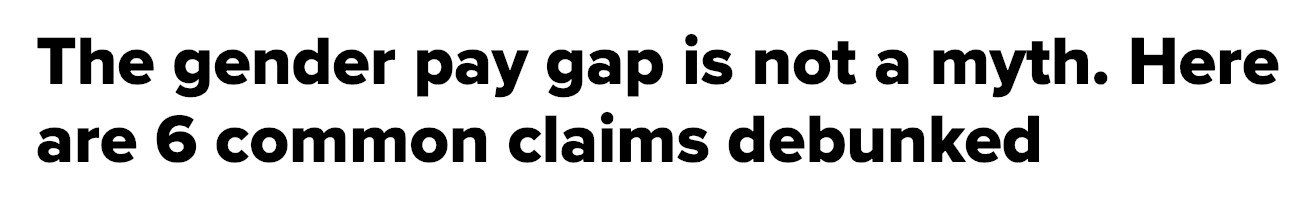 The gender pay gap is not a myth. Here
are 6 common claims debunked